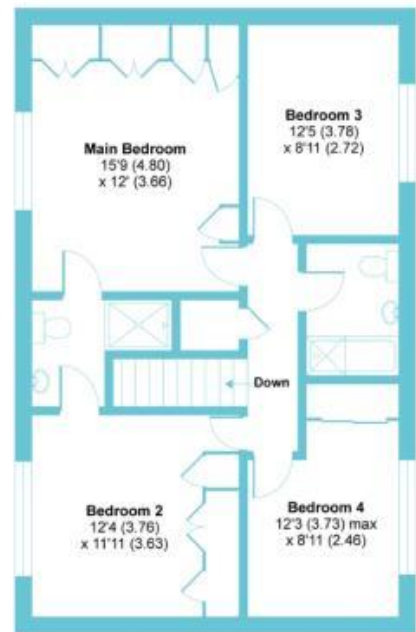 Main Bedroom
15'9 (4.80)
x 12' (3.66)
Bedroom 3
12'5 (3.78)
x 8'11 (2.72)
Down
Bedroom 2
12'4 (3.76)
x 11'11 (3.63)
Bedroom 4
12'3 (3.73) max
x 8'11 (2.46)